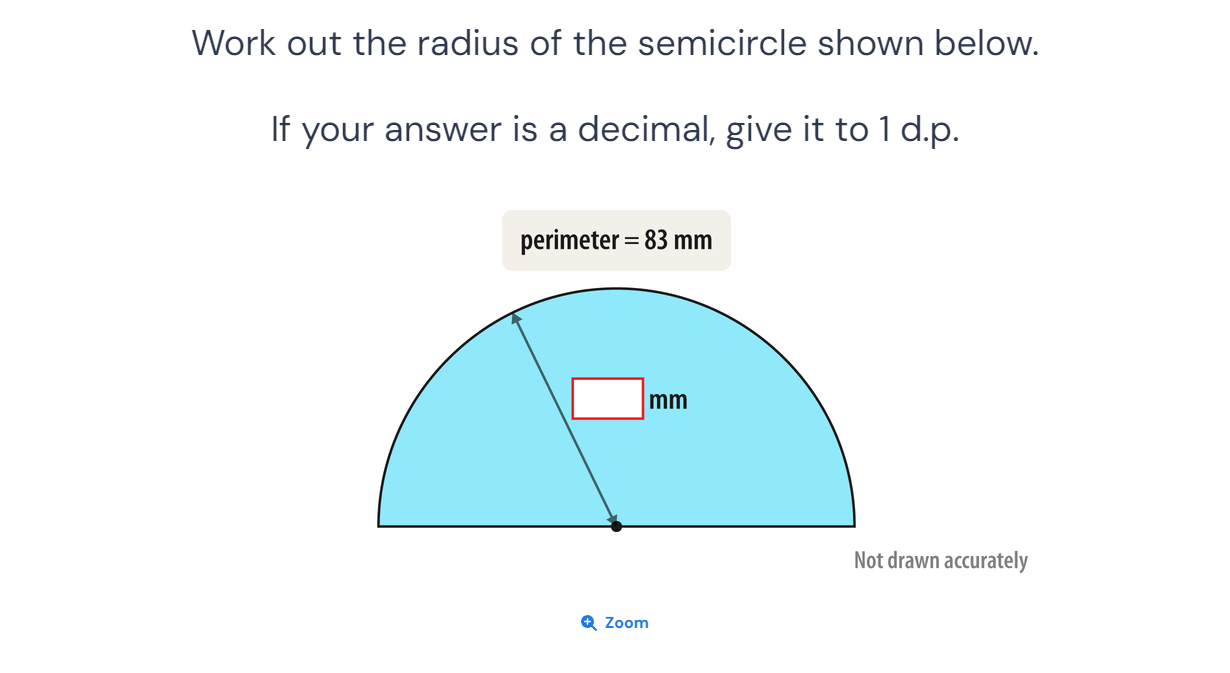 Work out the radius of the semicircle shown below.
If your answer is a decimal, give it to 1 d.p.
perimeter = 83 mm
mm
Not drawn accurately
Zoom